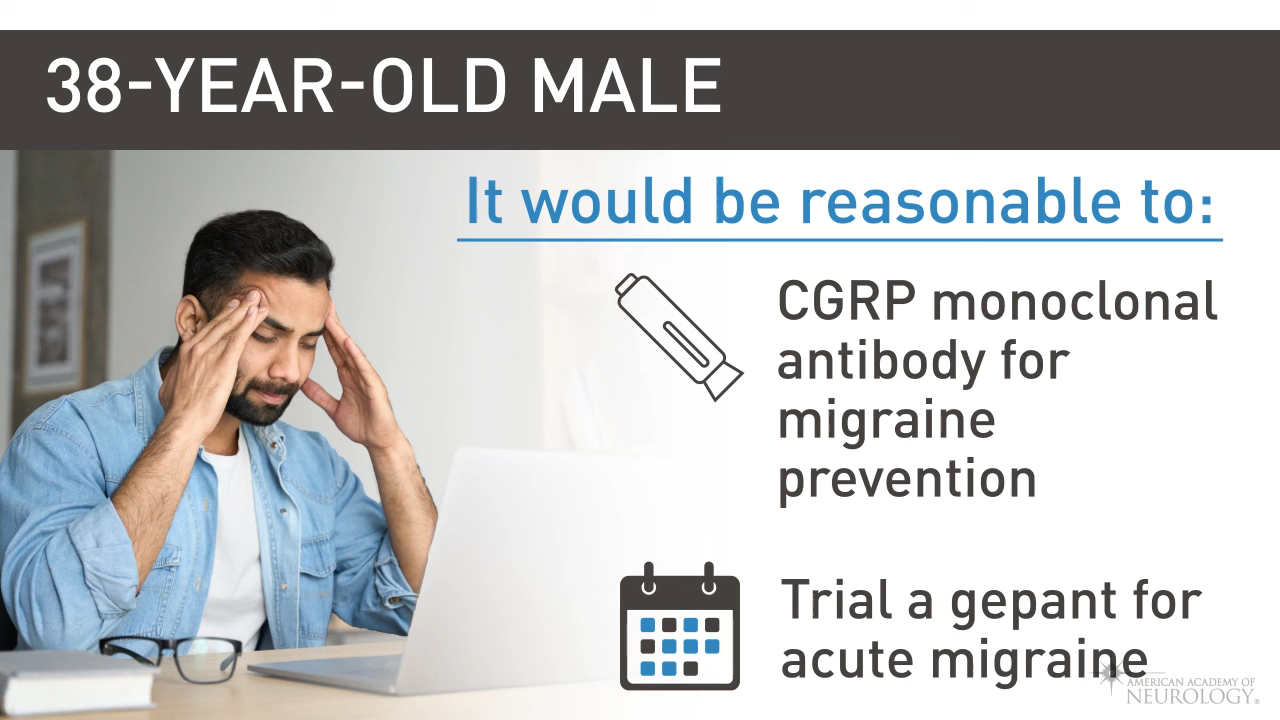 38-YEAR-OLD MALE
It would be reasonable to:
CGRP monoclonal
antibody for
migraine
prevention
Trial a gepant for
acute migraine
AMERICAN ACADEMY OF
NEUROLOGY®